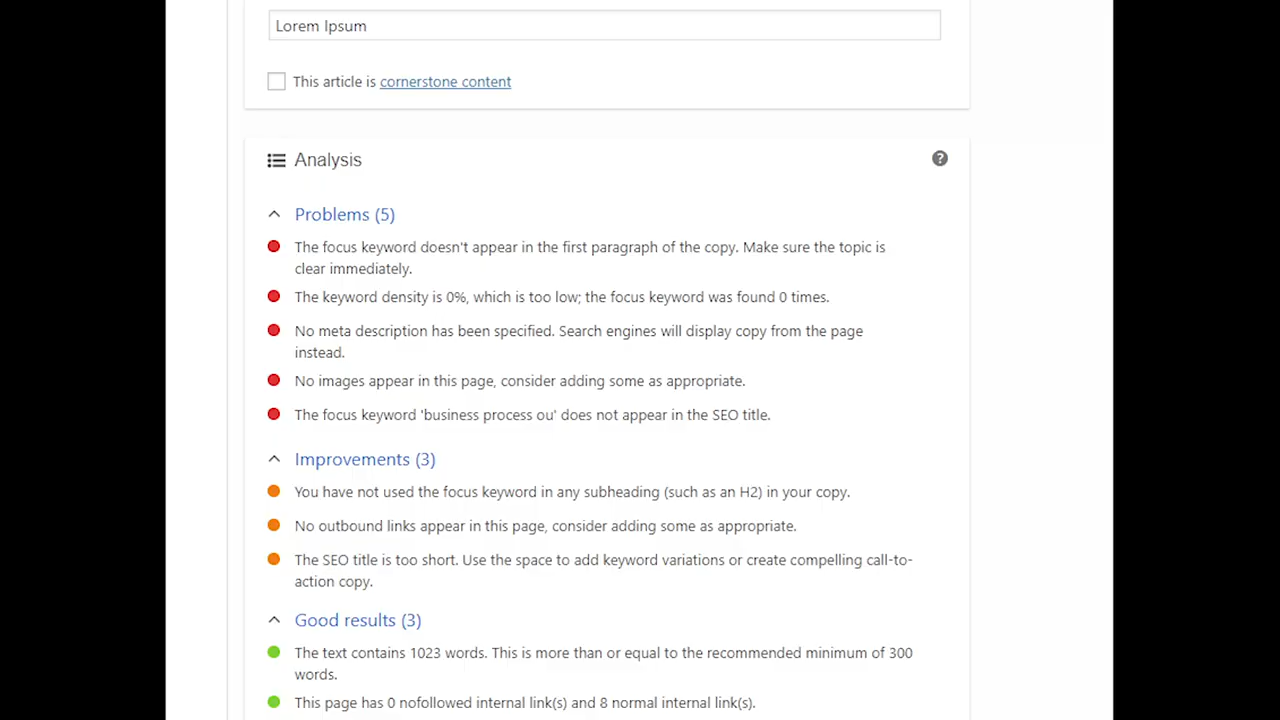 Lorem Ipsum
This article is cornerstone content
Analysis
?
Problems (5)
The focus keyword doesn't appear in the first paragraph of the copy. Make sure the topic is
clear immediately.
The keyword density is 0%, which is too low; the focus keyword was found 0 times.
No meta description has been specified. Search engines will display copy from the page
instead.
No images appear in this page, consider adding some as appropriate.
The focus keyword 'business process ou' does not appear in the SEO title.
Improvements (3)
You have not used the focus keyword in any subheading (such as an H2) in your copy.
No outbound links appear in this page, consider adding some as appropriate.
The SEO title is too short. Use the space to add keyword variations or create compelling call-to-
action copy.
Good results (3)
The text contains 1023 words. This is more than or equal to the recommended minimum of 300
words.
This page has 0 nofollowed internal link(s) and 8 normal internal link(s).